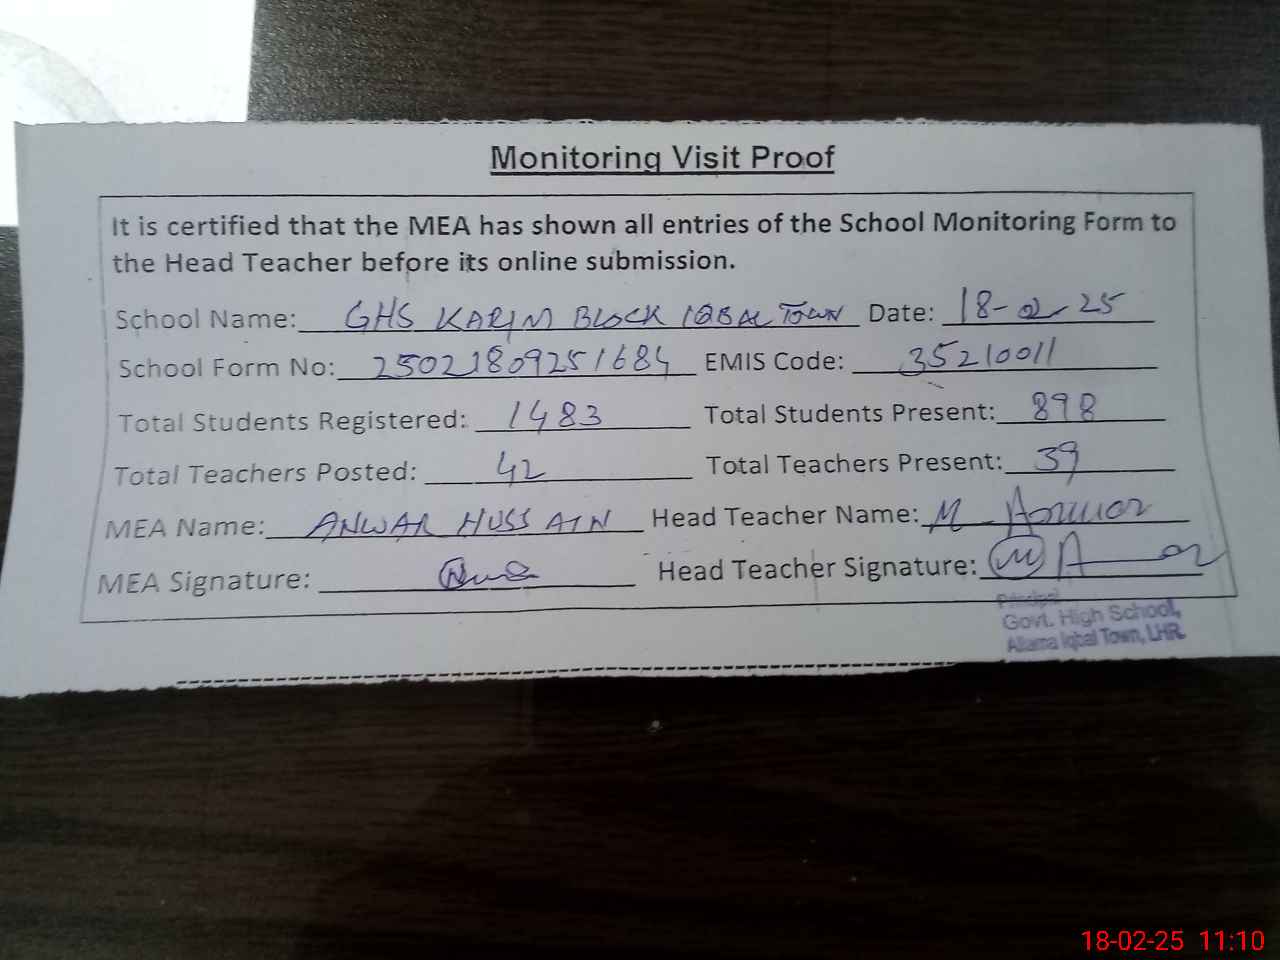 Monitoring Visit Proof
It is certified that the MEA has shown all entries of the School Monitoring Form to
the Head Teacher before its online submission.
School Name: GHS KARIM BLOCK IQBAL TOWN Date: 18-02-25
School Form No: 25021809251684 EMIS Code: 35210011
Total Students Registered: 1483 Total Students Present: 898
Total Teachers Posted: 42 Total Teachers Present: 39
MEA Name: ANWAR HUSSAIN Head Teacher Name: M
MEA Signature: Head Teacher Signature:
Principal
Govt. High School,
Allama Iqbal Town, LHR.
18-02-25 11:10